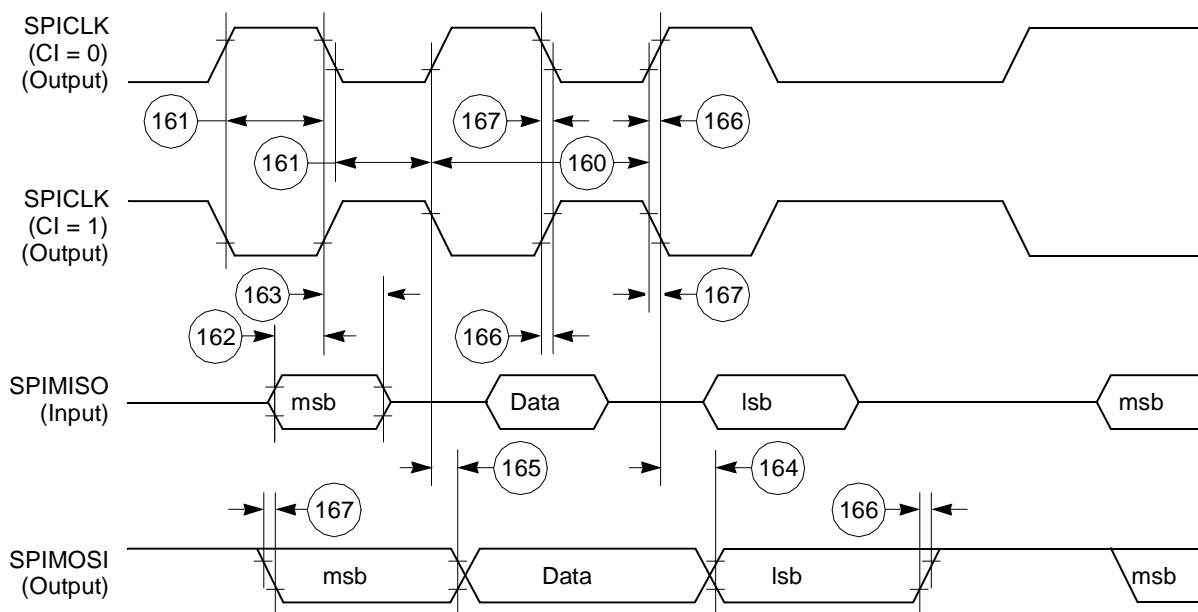 SPICLK
(CI = 0)
(Output)
161
167
166
161
160
SPICLK
(CI = 1)
(Output)
163
167
162
166
SPIMISO
(Input)
msb
Data
lsb
msb
165
164
167
166
SPIMOSI
(Output)
msb
Data
lsb
msb